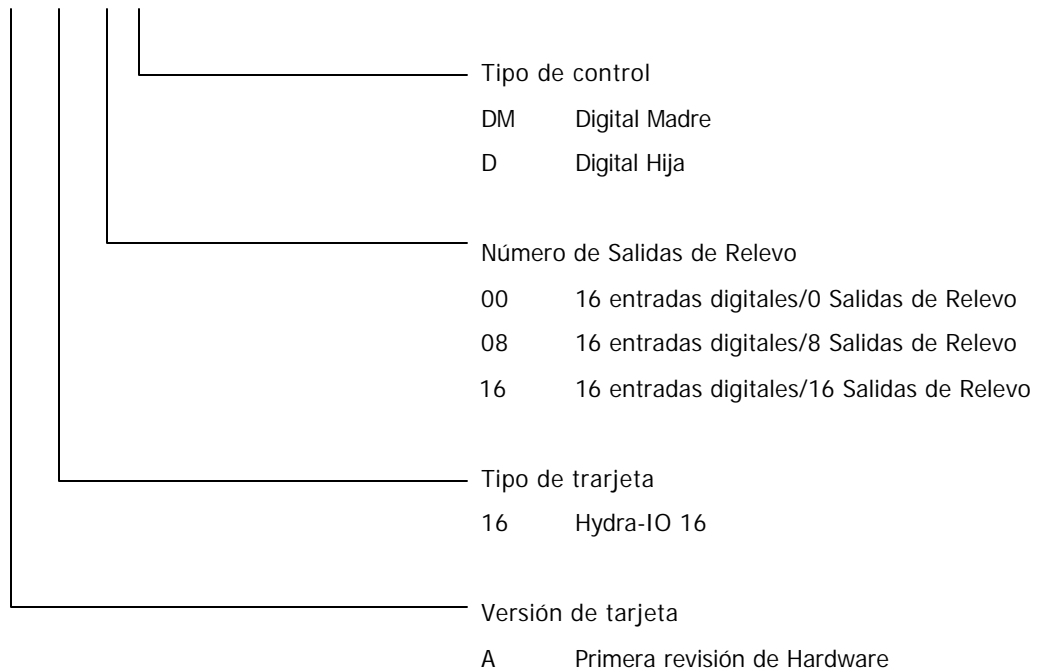 Tipo de control
DM Digital Madre
D Digital Hija
Número de Salidas de Relevo
00 16 entradas digitales/0 Salidas de Relevo
08 16 entradas digitales/8 Salidas de Relevo
16 16 entradas digitales/16 Salidas de Relevo
Tipo de trarjeta
16 Hydra-IO 16
Versión de tarjeta
A Primera revisión de Hardware